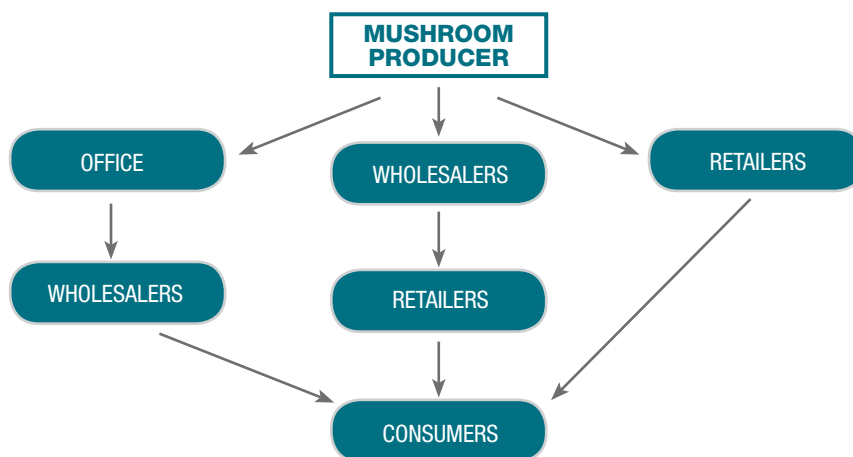 MUSHROOM
PRODUCER
OFFICE
WHOLESALERS
RETAILERS
WHOLESALERS
RETAILERS
CONSUMERS